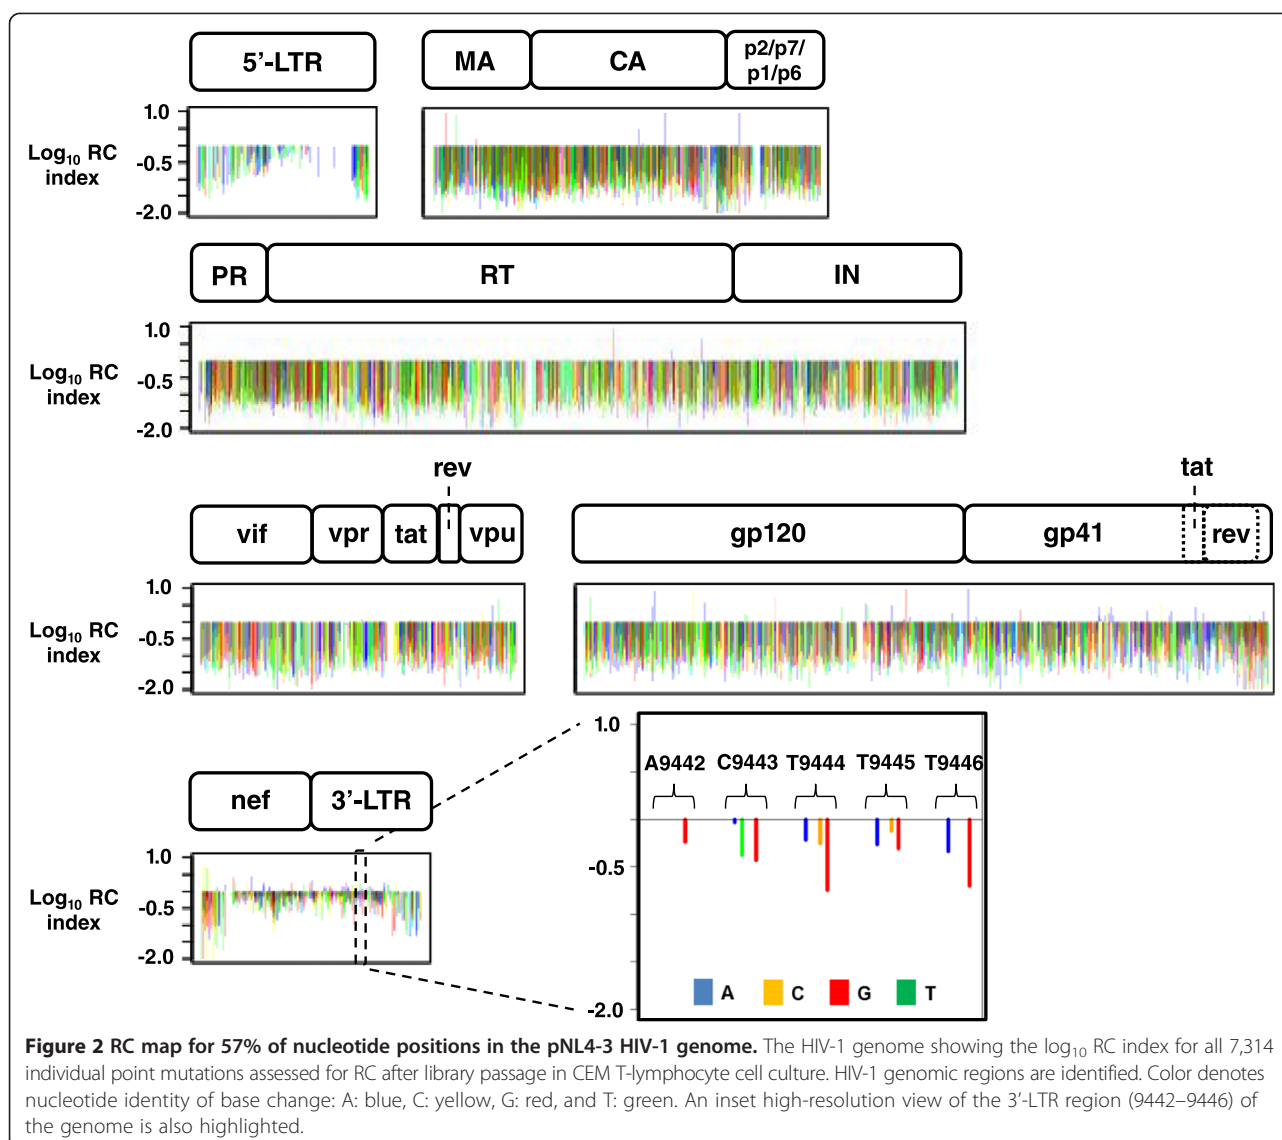 5'-LTR
MA
CA
p2/p7/
p1/p6
1.0
Log10 RC
index
-0.5
-2.0
PR
RT
IN
1.0
Log10 RC
index
-0.5
-2.0
rev
tat
vif
vpr
tat
vpu
gp120
gp41
rev
1.0
Log10 RC
index
-0.5
-2.0
nef
3'-LTR
1.0
Log10 RC
index
-0.5
-2.0
1.0
A9442
C9443
T9444
T9445
T9446
-0.5
A
C
G
T
-2.0
Figure 2 RC map for 57% of nucleotide positions in the pNL4-3 HIV-1 genome. The HIV-1 genome showing the log10 RC index for all 7,314
individual point mutations assessed for RC after library passage in CEM T-lymphocyte cell culture. HIV-1 genomic regions are identified. Color denotes
nucleotide identity of base change: A: blue, C: yellow, G: red, and T: green. An inset high-resolution view of the 3'-LTR region (9442–9446) of
the genome is also highlighted.